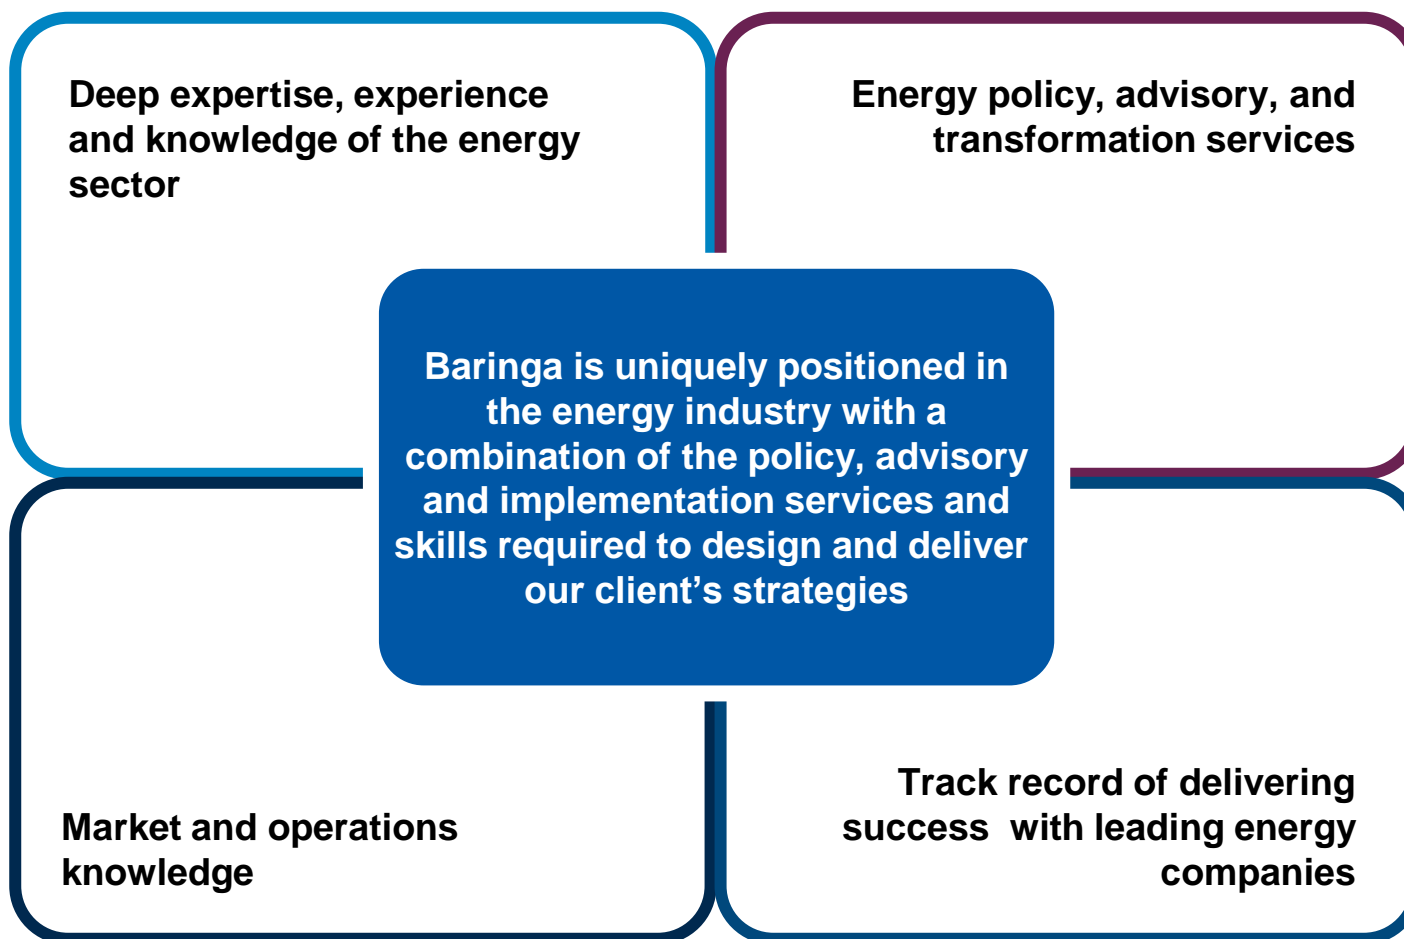 Deep expertise, experience
and knowledge of the energy
sector
Energy policy, advisory, and
transformation services
Baringa is uniquely positioned in
the energy industry with a
combination of the policy, advisory
and implementation services and
skills required to design and deliver
our client’s strategies
Market and operations
knowledge
Track record of delivering
success  with leading energy
companies